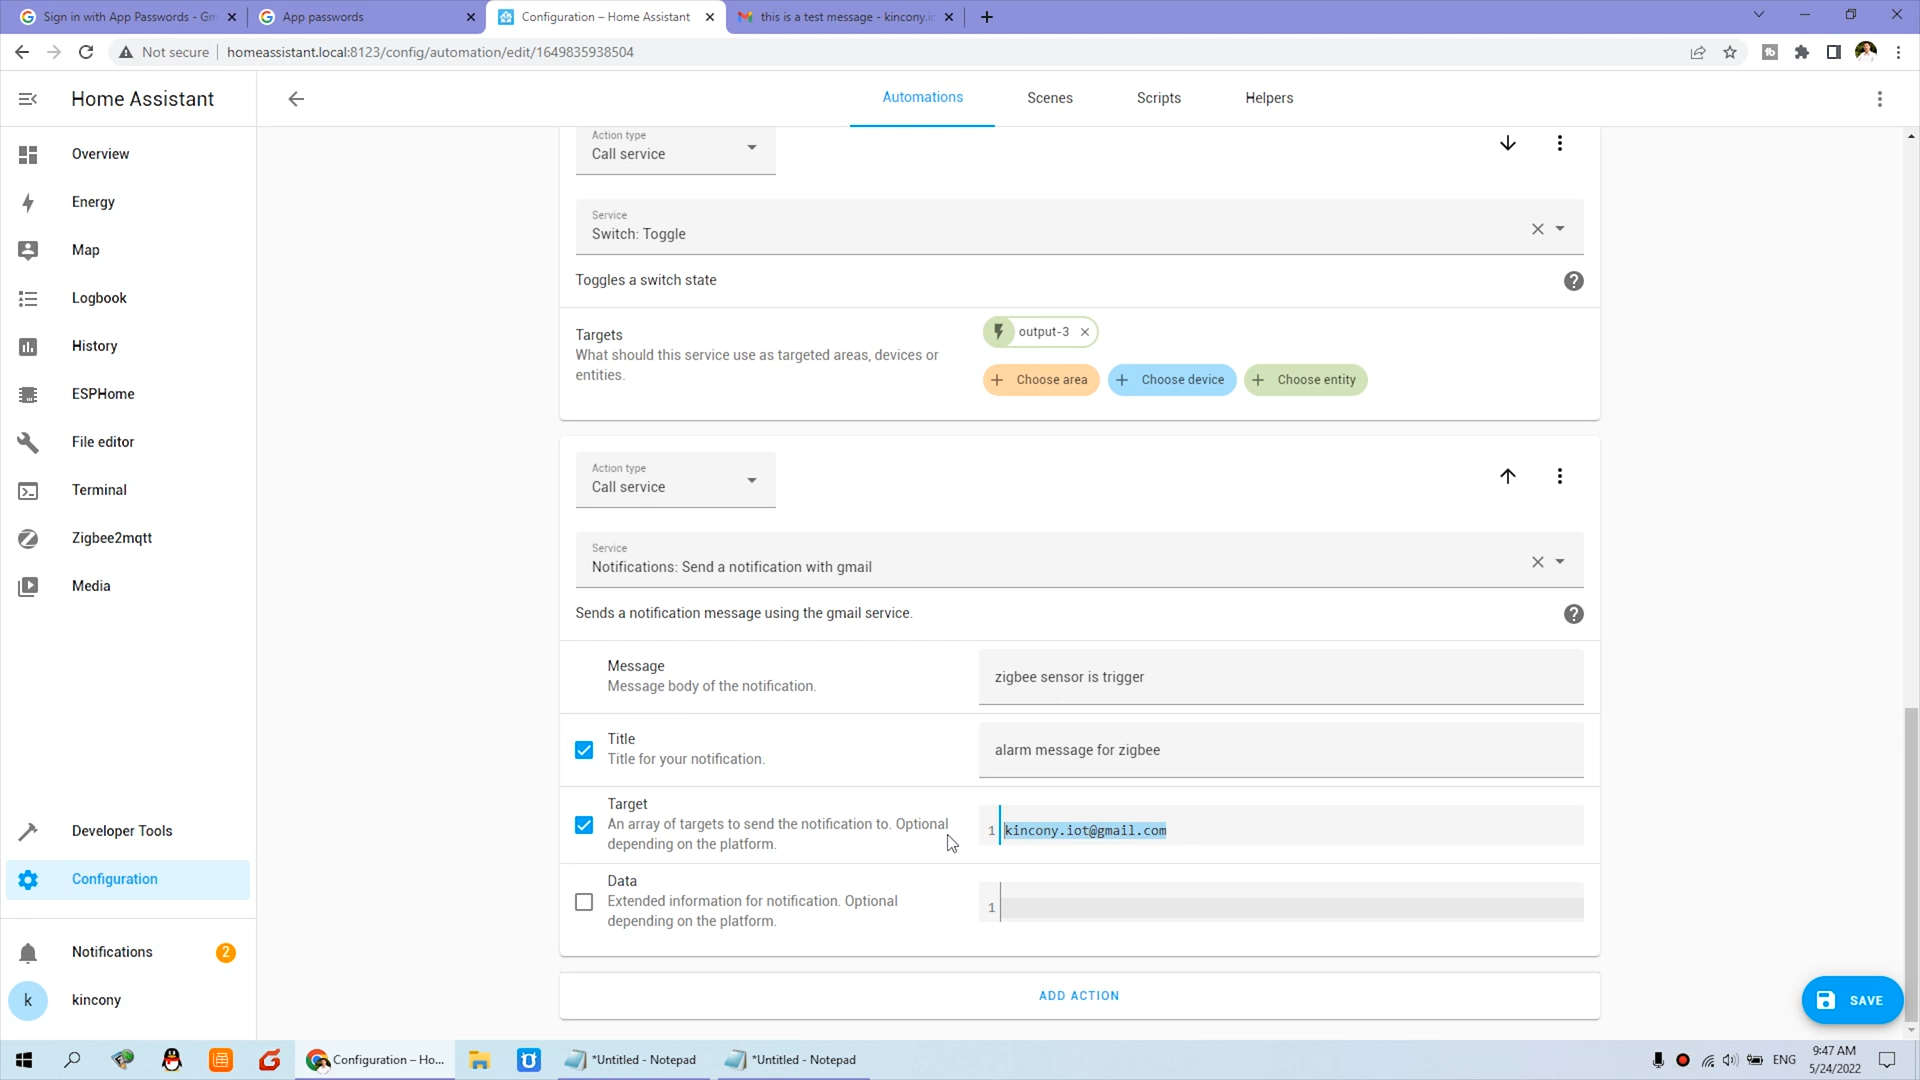 Sign in with App Passwords - Gm
App passwords
Configuration – Home Assistant
this is a test message - kincony.io
Not secure
homeassistant.local:8123/config/automation/edit/1649835938504
Home Assistant
Automations
Scenes
Scripts
Helpers
Overview
Energy
Map
Logbook
History
ESPHome
File editor
Terminal
Zigbee2mqtt
Media
Developer Tools
Configuration
Notifications
2
k
kincony
Action type
Call service
Service
Switch: Toggle
Toggles a switch state
Targets
What should this service use as targeted areas, devices or
entities.
output-3
Choose area
Choose device
Choose entity
Action type
Call service
Service
Notifications: Send a notification with gmail
Sends a notification message using the gmail service.
Message
Message body of the notification.
zigbee sensor is trigger
Title
Title for your notification.
alarm message for zigbee
Target
An array of targets to send the notification to. Optional
depending on the platform.
1
kincony.iot@gmail.com
Data
Extended information for notification. Optional
depending on the platform.
1
ADD ACTION
SAVE
Configuration – Ho...
*Untitled - Notepad
*Untitled - Notepad
ENG
9:47 AM
5/24/2022